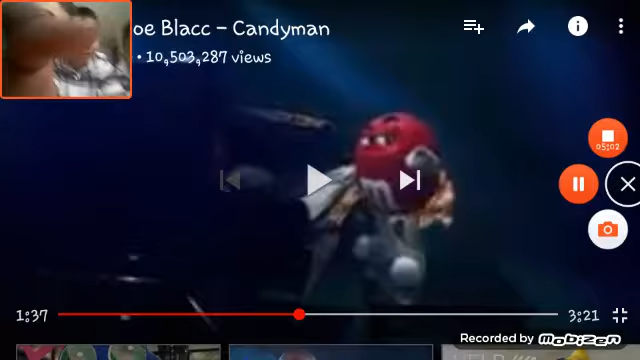 oe Blacc – Candyman
• 10,503,287 views
05:02
1:37
3:21
Recorded by MOBIZEN